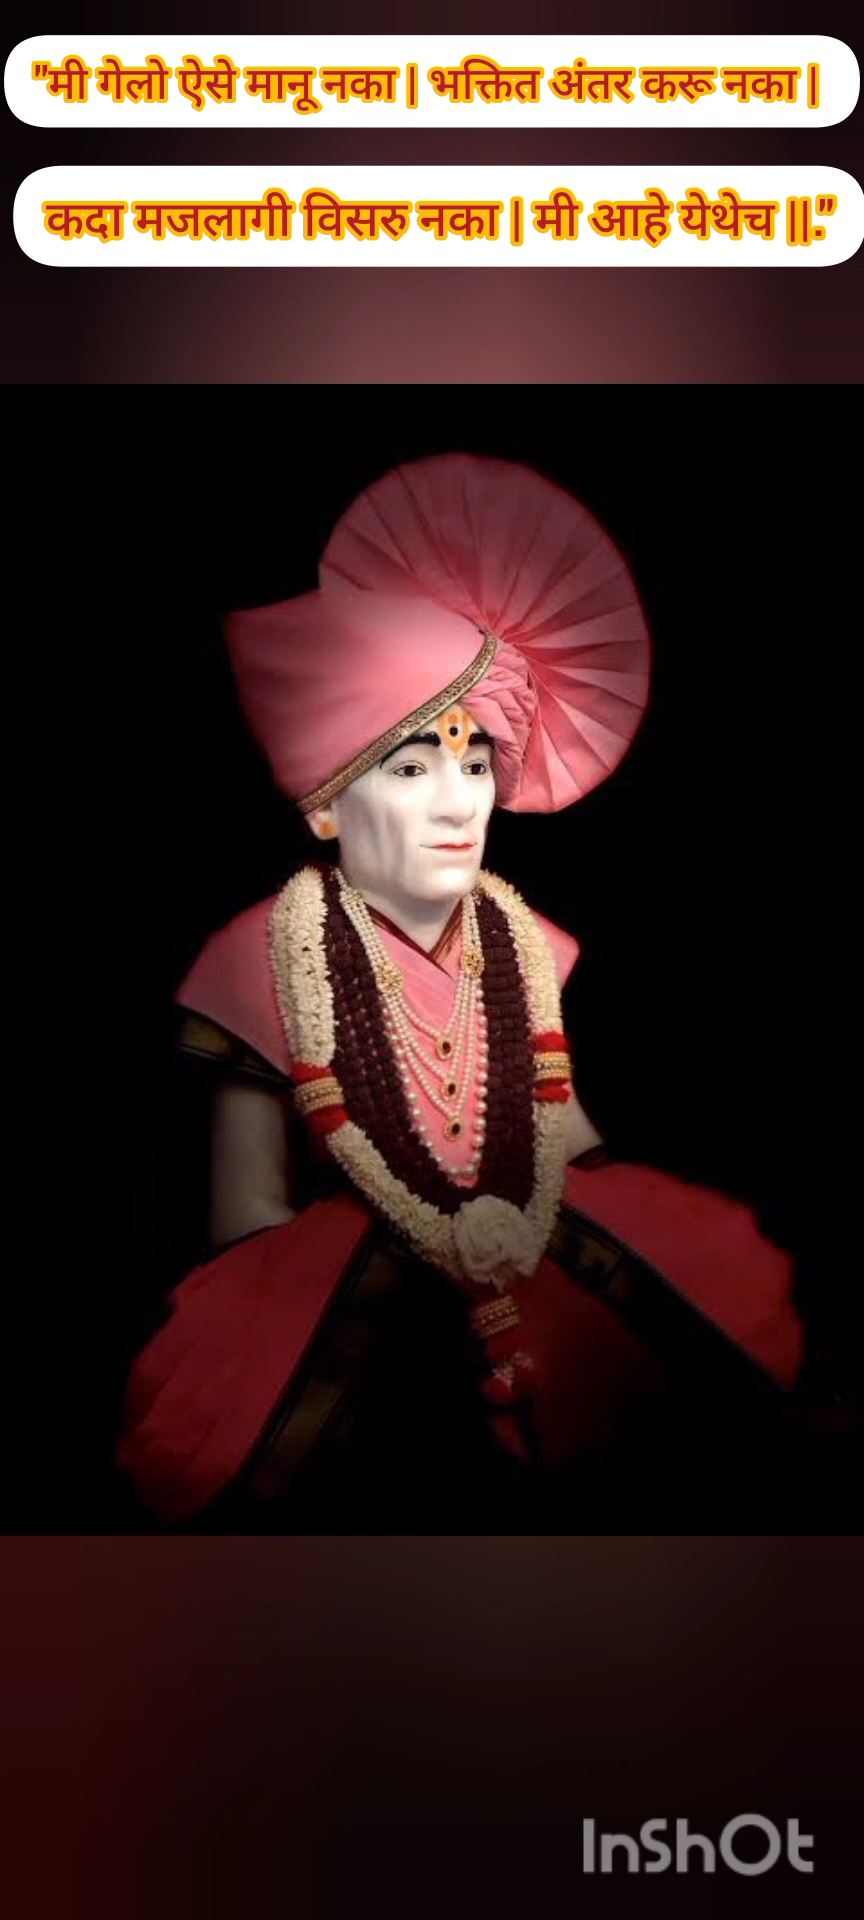 "मी गेलो ऐसे मानू नका | भक्तित अंतर करू नका |
कदा मजलागी विसरु नका | मी आहे येथेच ||."
InShOt